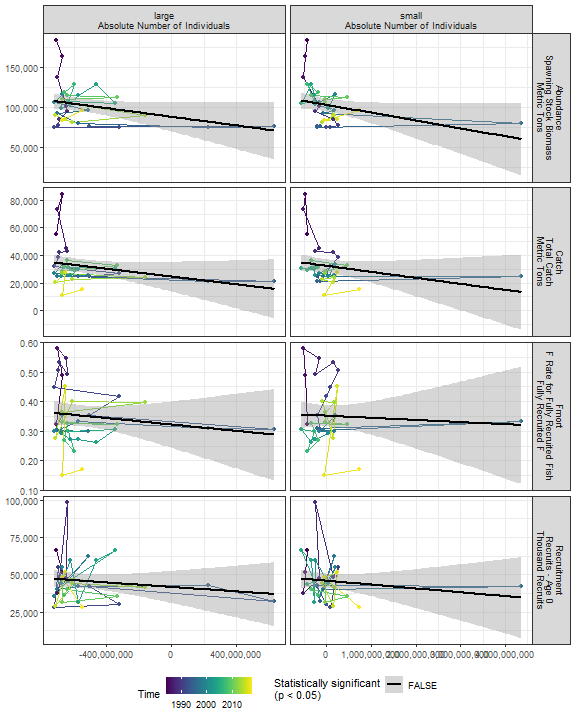 large
Absolute Number of Individuals
small
Absolute Number of Individuals
150,000
100,000
50,000
Abundance
Spawning Stock Biomass
Metric Tons
80,000
60,000
40,000
20,000
0
Catch
Total Catch
Metric Tons
0.60
0.50
0.40
0.30
0.20
0.10
Fmort
F Rate for Fully Recruited Fish
Fully Recruited F
100,000
75,000
50,000
25,000
Recruitment
Recruits - Age 0
Thousand Recruits
-400,000,000
0
400,000,000
0
1,000,000,000
2,000,000,000
3,000,000,000
4,000,000,000
Time
1990 2000 2010
Statistically significant
(p < 0.05)
FALSE